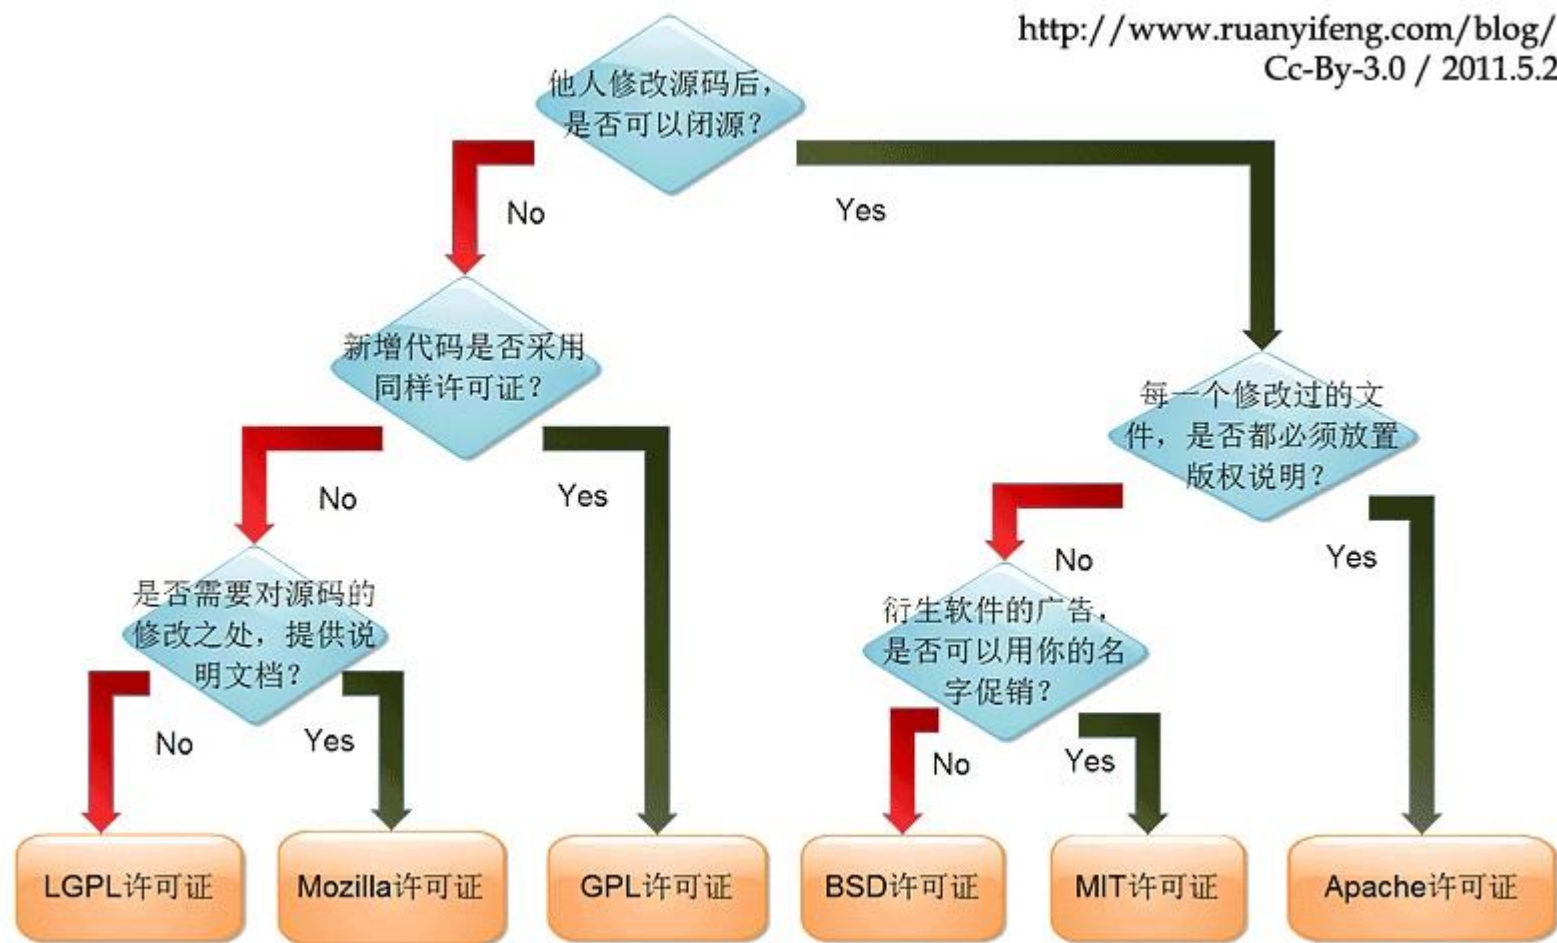 http://www.ruanyifeng.com/blog/
Cc-By-3.0 / 2011.5.2
他人修改源码后，
是否可以闭源？
No
Yes
新增代码是否采用
同样许可证？
每一个修改过的文
件，是否都必须放置
版权说明？
No
Yes
No
Yes
是否需要对源码的
修改之处，提供说
明文档？
衍生软件的广告，
是否可以用你的名
字促销？
No
Yes
No
Yes
LGPL许可证
Mozilla许可证
GPL许可证
BSD许可证
MIT许可证
Apache许可证